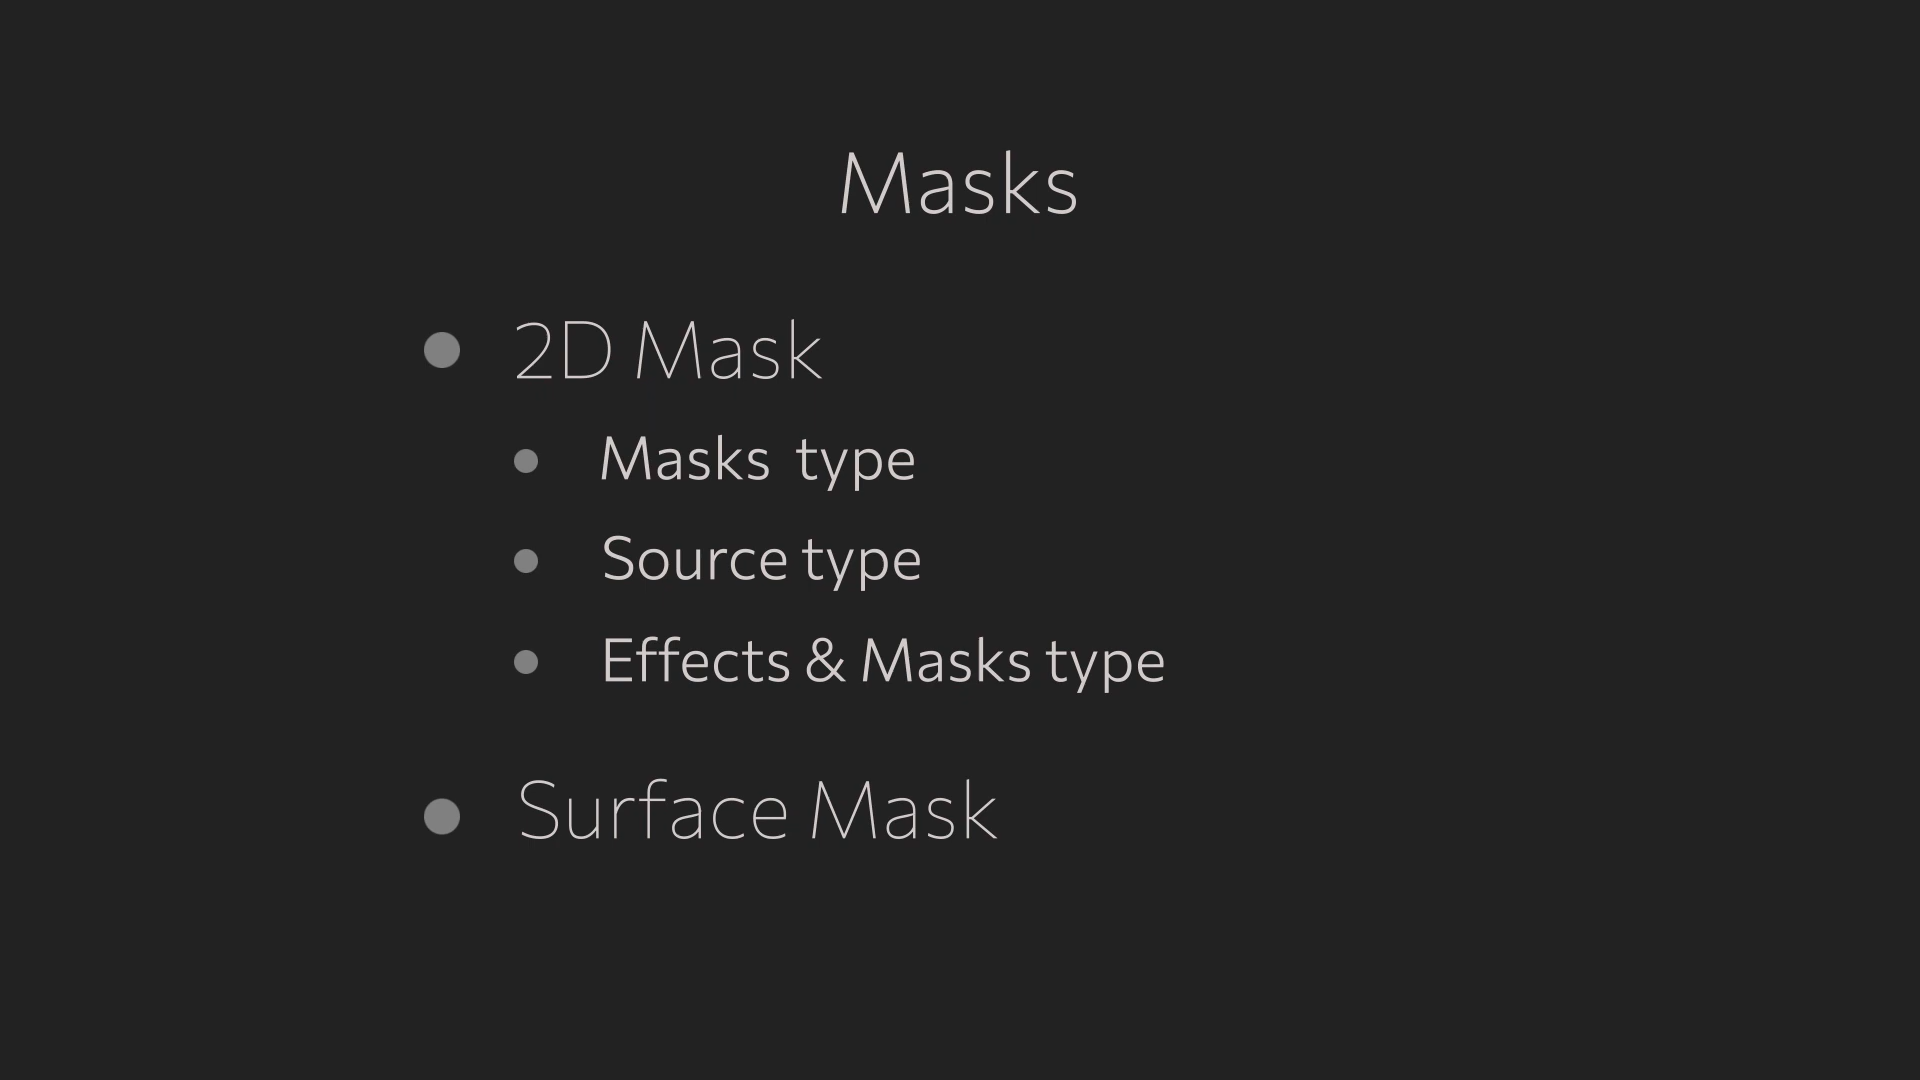 Masks
2D Mask
Masks type
Source type
Effects & Masks type
Surface Mask